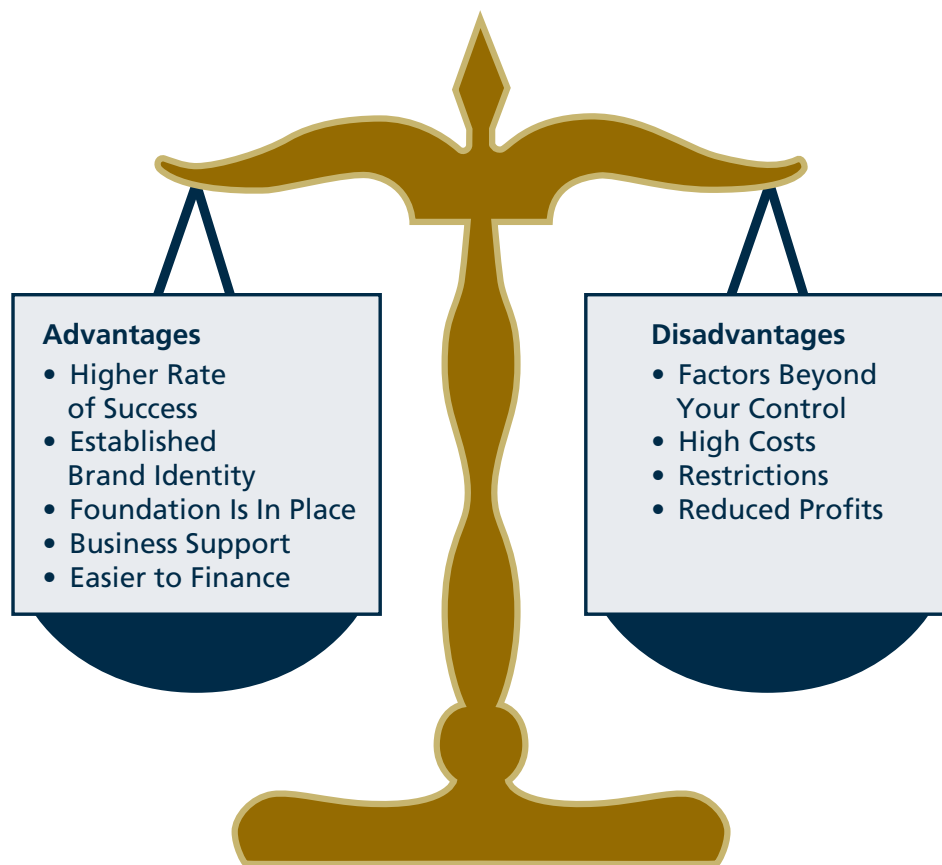 Advantages
• Higher Rate
of Success
• Established
Brand Identity
• Foundation Is In Place
• Business Support
• Easier to Finance
Disadvantages
• Factors Beyond
Your Control
• High Costs
• Restrictions
• Reduced Profits